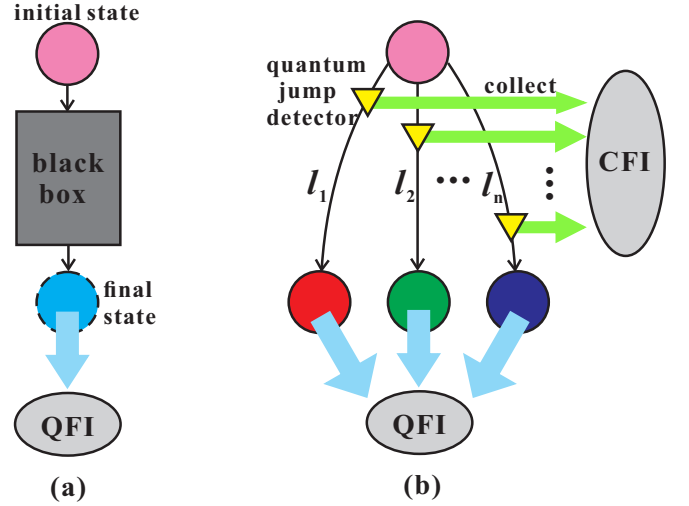 initial state
black
box
final
state
QFI
(a)
quantum
jump
detector
collect
l1
l2
...
ln
CFI
QFI
(b)